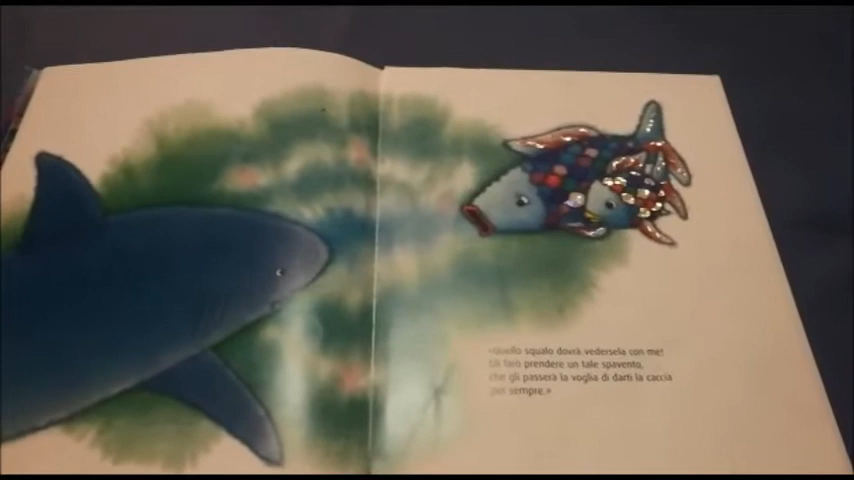 «Quello squalo dovrà vedersela con me!
Gli farò prendere un tale spavento,
che gli passerà la voglia di darti la caccia
per sempre.»